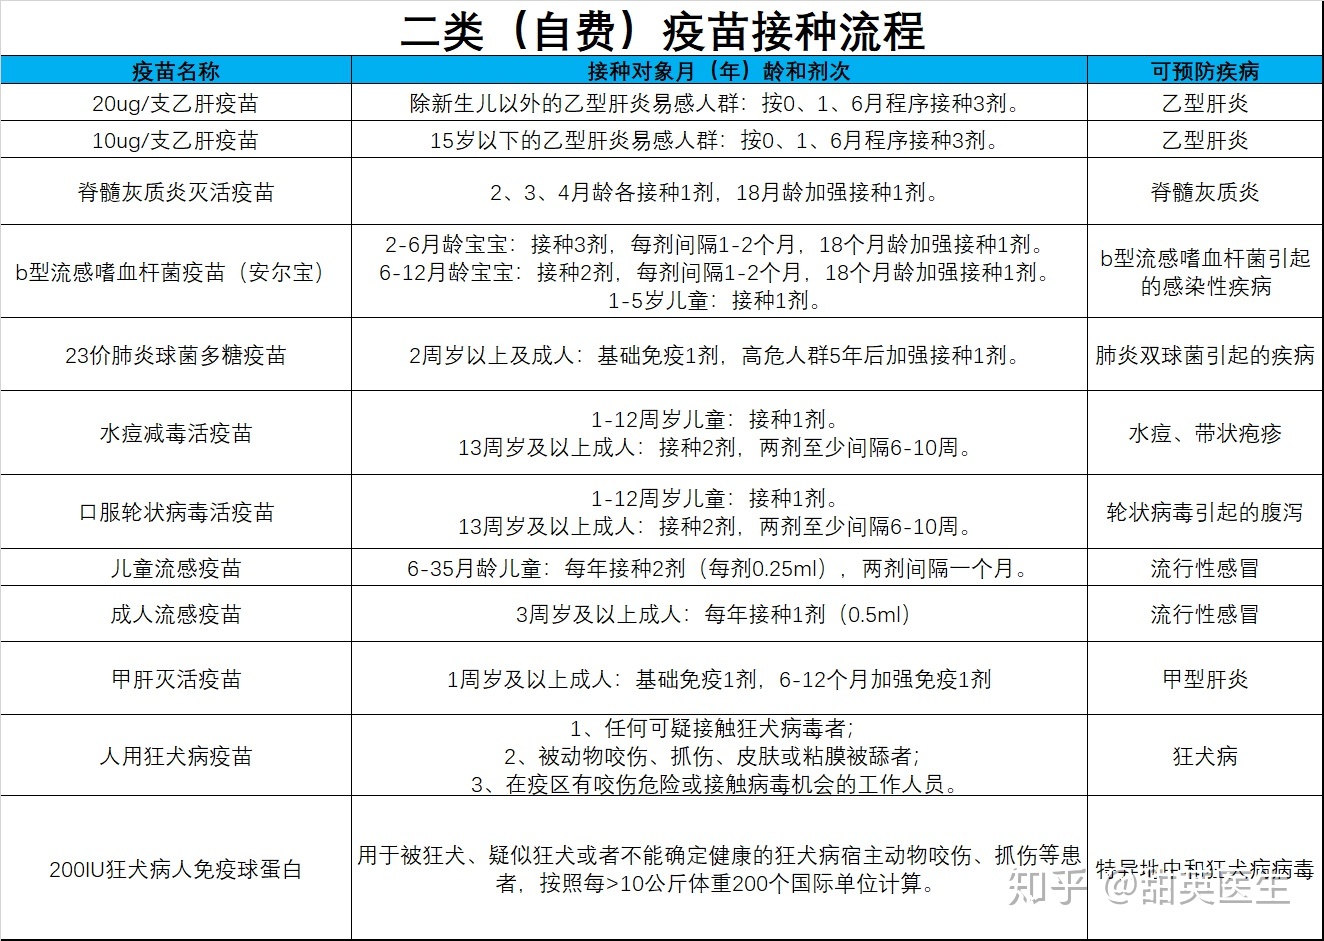 二类（自费）疫苗接种流程
疫苗名称 接种对象月（年）龄和剂次 可预防疾病
20ug/支乙肝疫苗 除新生儿以外的乙型肝炎易感人群：按0、1、6月程序接种3剂。 乙型肝炎
10ug/支乙肝疫苗 15岁以下的乙型肝炎易感人群：按0、1、6月程序接种3剂。 乙型肝炎
脊髓灰质炎灭活疫苗 2、3、4月龄各接种1剂，18月龄加强接种1剂。 脊髓灰质炎
b型流感嗜血杆菌疫苗（安尔宝）
2-6月龄宝宝：接种3剂，每剂间隔1-2个月，18个月龄加强接种1剂。
6-12月龄宝宝：接种2剂，每剂间隔1-2个月，18个月龄加强接种1剂。
1-5岁儿童：接种1剂。
b型流感嗜血杆菌引起
的感染性疾病
23价肺炎球菌多糖疫苗 2周岁以上及成人：基础免疫1剂，高危人群5年后加强接种1剂。 肺炎双球菌引起的疾病
水痘减毒活疫苗
1-12周岁儿童：接种1剂。
13周岁及以上成人：接种2剂，两剂至少间隔6-10周。
水痘、带状疱疹
口服轮状病毒活疫苗
1-12周岁儿童：接种1剂。
13周岁及以上成人：接种2剂，两剂至少间隔6-10周。
轮状病毒引起的腹泻
儿童流感疫苗 6-35月龄儿童：每年接种2剂（每剂0.25ml），两剂间隔一个月。 流行性感冒
成人流感疫苗 3周岁及以上成人：每年接种1剂（0.5ml） 流行性感冒
甲肝灭活疫苗 1周岁及以上成人：基础免疫1剂，6-12个月加强免疫1剂 甲型肝炎
人用狂犬病疫苗
1、任何可疑接触狂犬病毒者；
2、被动物咬伤、抓伤、皮肤或粘膜被舔者；
3、在疫区有咬伤危险或接触病毒机会的工作人员。
狂犬病
200IU狂犬病人免疫球蛋白
用于被狂犬、疑似狂犬或者不能确定健康的狂犬病宿主动物咬伤、抓伤等患
者，按照每>10公斤体重200个国际单位计算。
特异地中和狂犬病病毒
知乎 @甜英医生